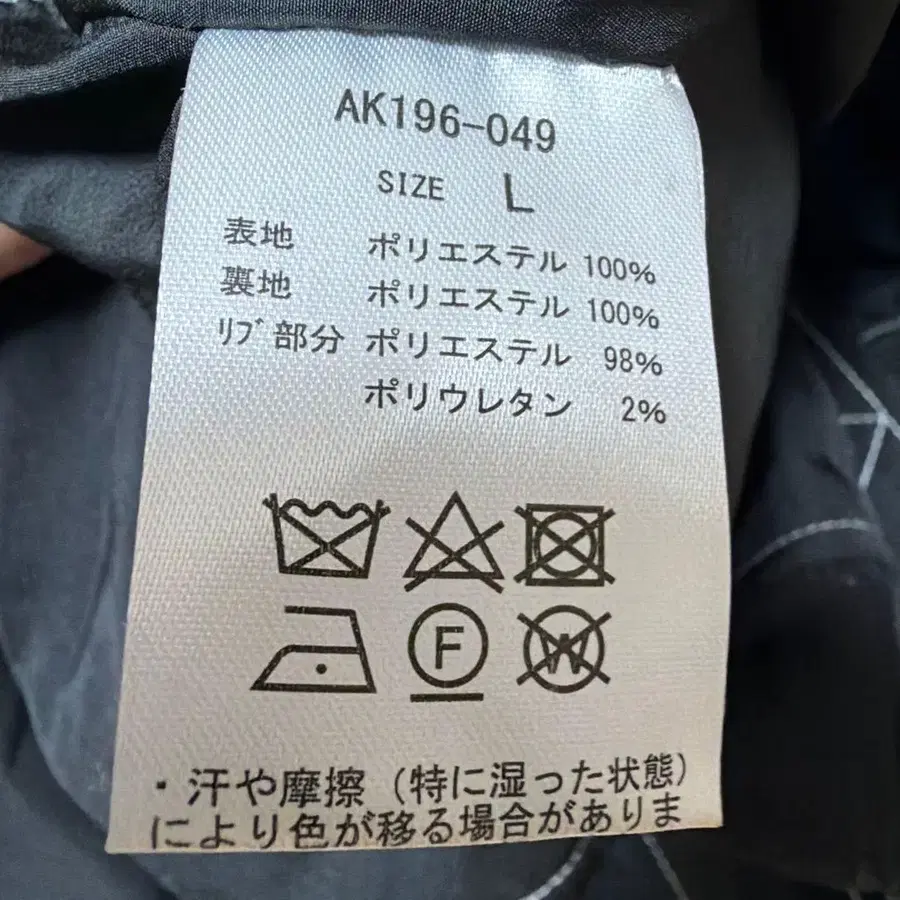 AK196-049
SIZE L
表地 ポリエステル 100%
裏地 ポリエステル 100%
ﾘﾌﾞ部分 ポリエステル 98%
ポリウレタン 2%
F
W
・汗や摩擦（特に湿った状態）
により色が移る場合がありま